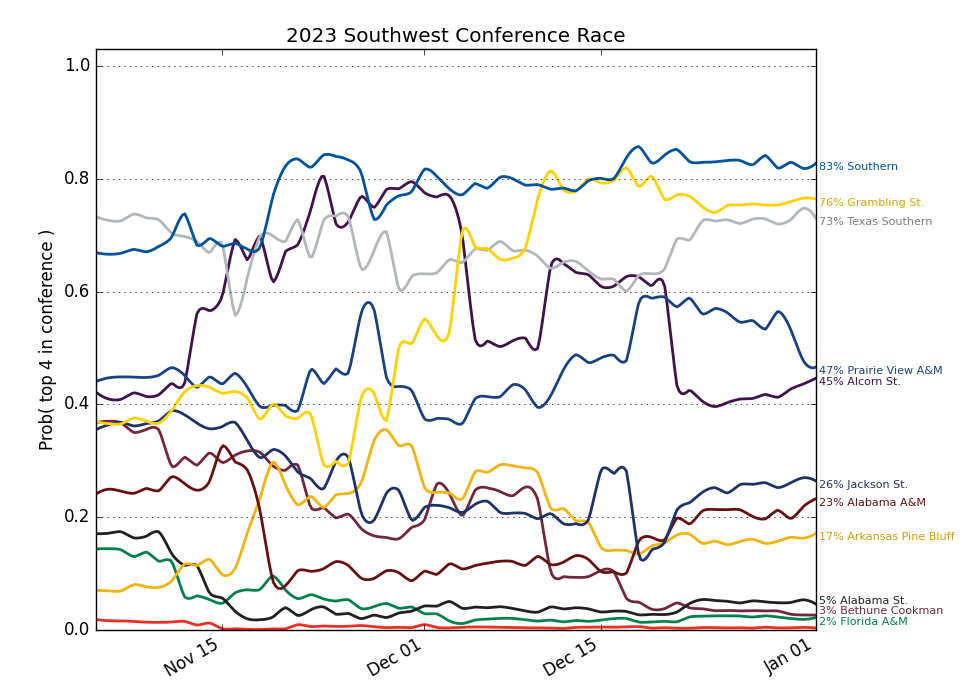 2023 Southwest Conference Race
Prob( top 4 in conference )
1.0
0.8
0.6
0.4
0.2
0.0
Nov 15
Dec 01
Dec 15
Jan 01
83% Southern
76% Grambling St.
73% Texas Southern
47% Prairie View A&M
45% Alcorn St.
26% Jackson St.
23% Alabama A&M
17% Arkansas Pine Bluff
5% Alabama St.
3% Bethune Cookman
2% Florida A&M